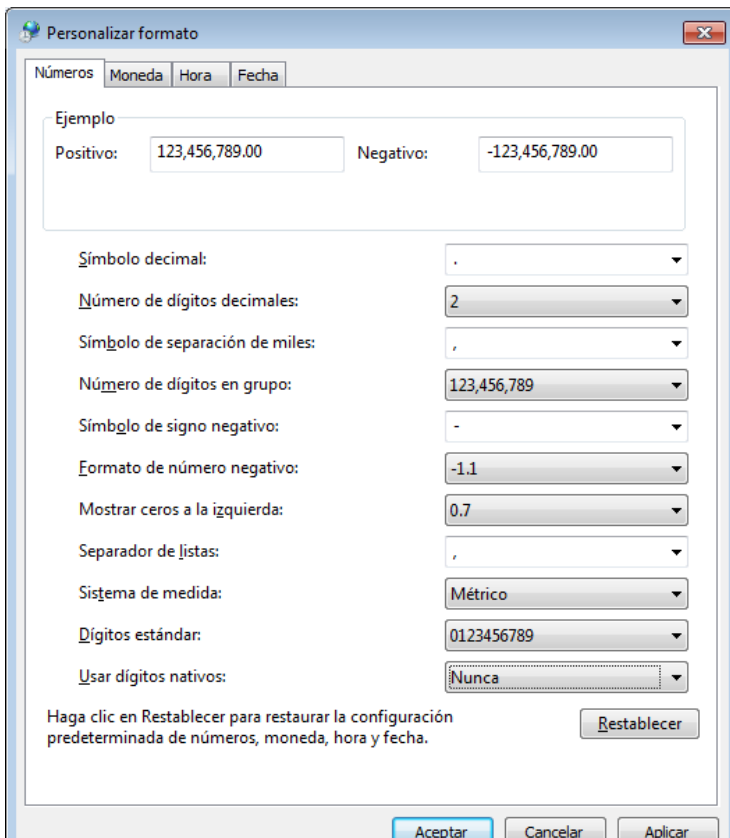 Personalizar formato
Números Moneda Hora Fecha
Ejemplo
Positivo: 123,456,789.00 Negativo: -123,456,789.00
Símbolo decimal: .
Número de dígitos decimales: 2
Símbolo de separación de miles: ,
Número de dígitos en grupo: 123,456,789
Símbolo de signo negativo: -
Formato de número negativo: -1.1
Mostrar ceros a la izquierda: 0.7
Separador de listas: ,
Sistema de medida: Métrico
Dígitos estándar: 0123456789
Usar dígitos nativos: Nunca
Haga clic en Restablecer para restaurar la configuración
predeterminada de números, moneda, hora y fecha.
Restablecer
Aceptar Cancelar Aplicar